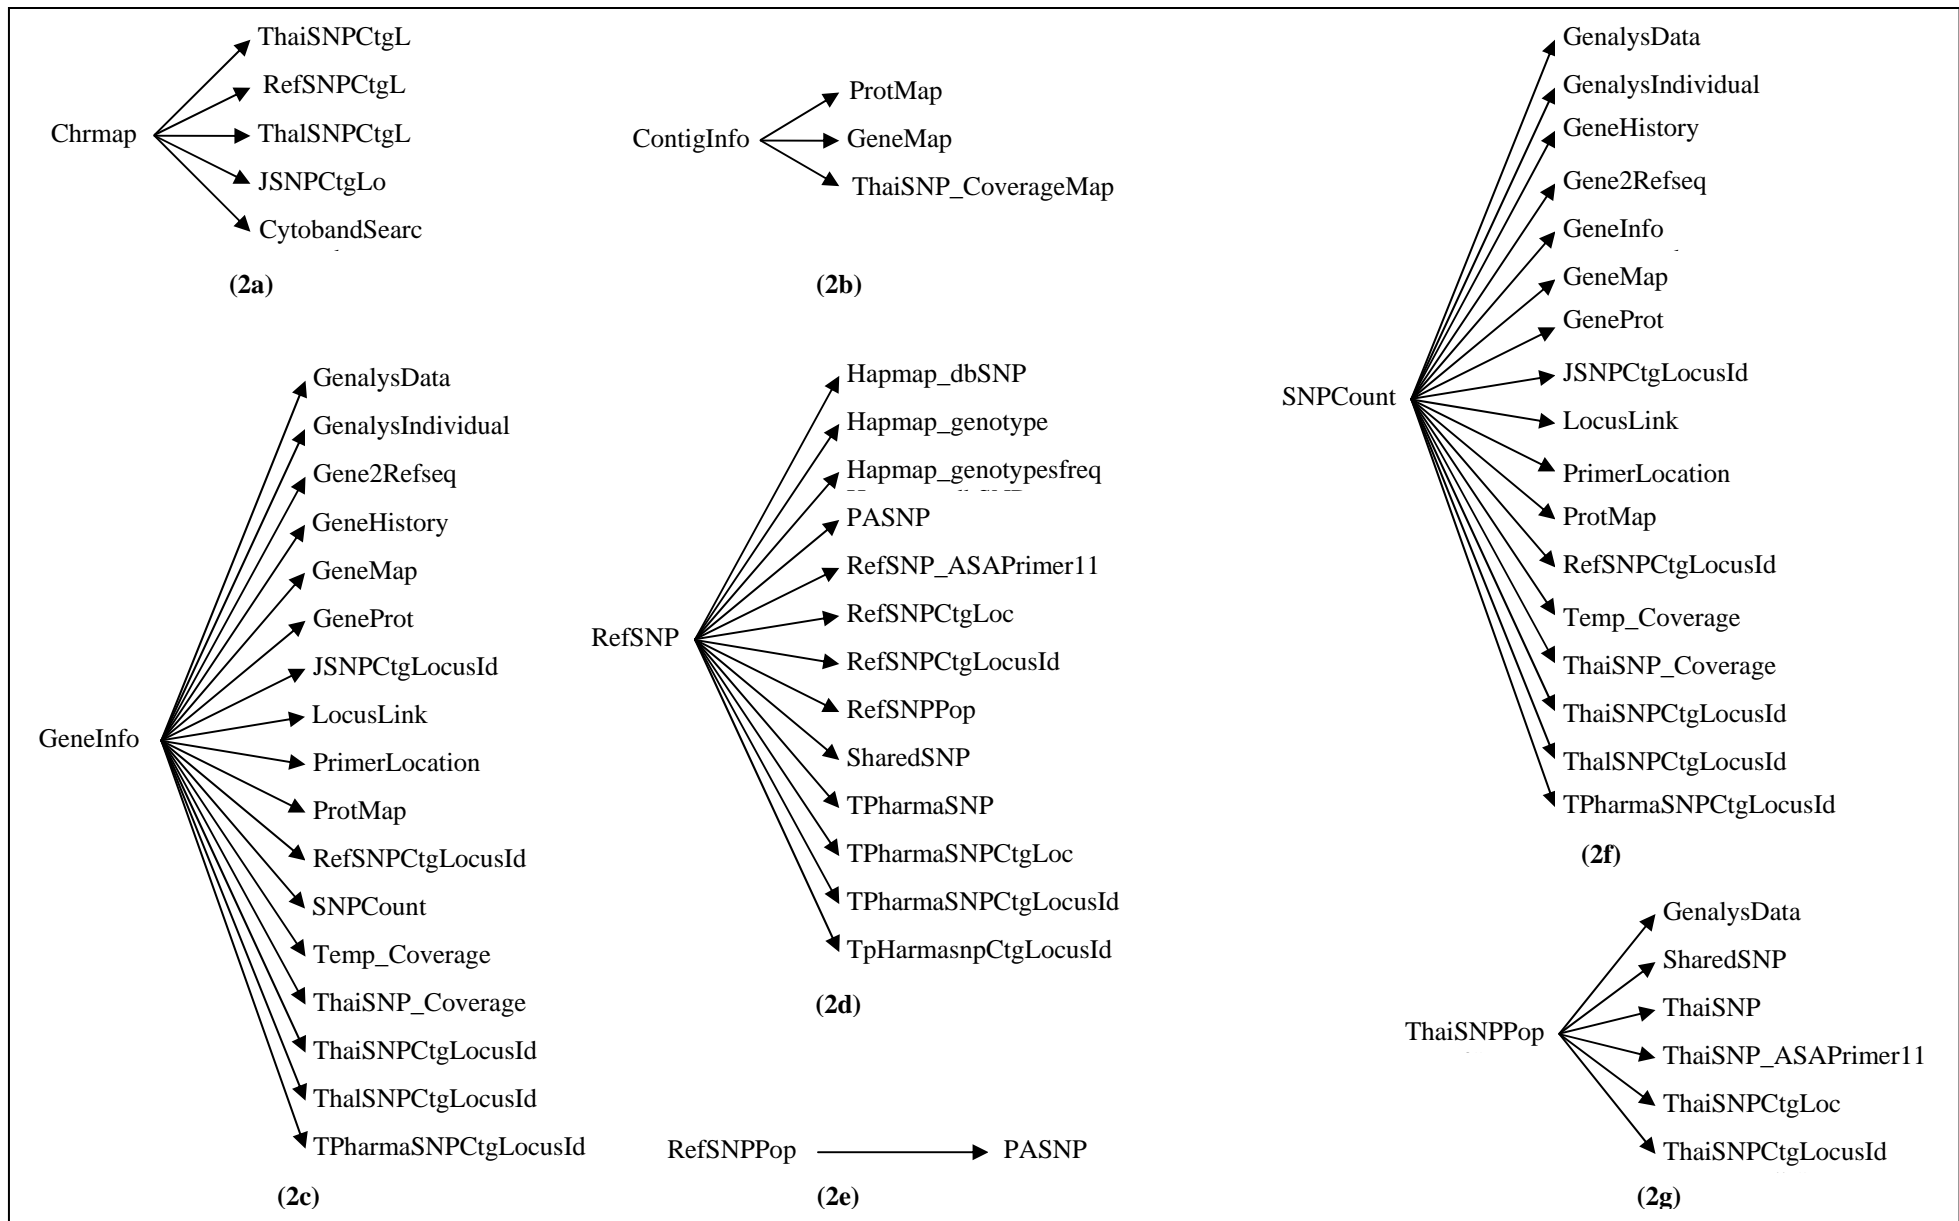 Chrmap
ThaiSNPCtgL
RefSNPCtgL
ThalSNPCtgL
JSNPCtgLo
CytobandSearc
(2a)
ContigInfo
ProtMap
GeneMap
ThaiSNP_CoverageMap
(2b)
GeneInfo
GenalysData
GenalysIndividual
Gene2Refseq
GeneHistory
GeneMap
GeneProt
JSNPCtgLocusId
LocusLink
PrimerLocation
ProtMap
RefSNPCtgLocusId
SNPCount
Temp_Coverage
ThaiSNP_Coverage
ThaiSNPCtgLocusId
ThalSNPCtgLocusId
TPharmaSNPCtgLocusId
(2c)
RefSNP
Hapmap_dbSNP
Hapmap_genotype
Hapmap_genotypesfreq
PASNP
RefSNP_ASAPrimer11
RefSNPCtgLoc
RefSNPCtgLocusId
RefSNPPop
SharedSNP
TPharmaSNP
TPharmaSNPCtgLoc
TPharmaSNPCtgLocusId
TpHarmasnpCtgLocusId
(2d)
RefSNPPop
PASNP
(2e)
SNPCount
GenalysData
GenalysIndividual
GeneHistory
Gene2Refseq
GeneInfo
GeneMap
GeneProt
JSNPCtgLocusId
LocusLink
PrimerLocation
ProtMap
RefSNPCtgLocusId
Temp_Coverage
ThaiSNP_Coverage
ThaiSNPCtgLocusId
ThalSNPCtgLocusId
TPharmaSNPCtgLocusId
(2f)
ThaiSNPPop
GenalysData
SharedSNP
ThaiSNP
ThaiSNP_ASAPrimer11
ThaiSNPCtgLoc
ThaiSNPCtgLocusId
(2g)